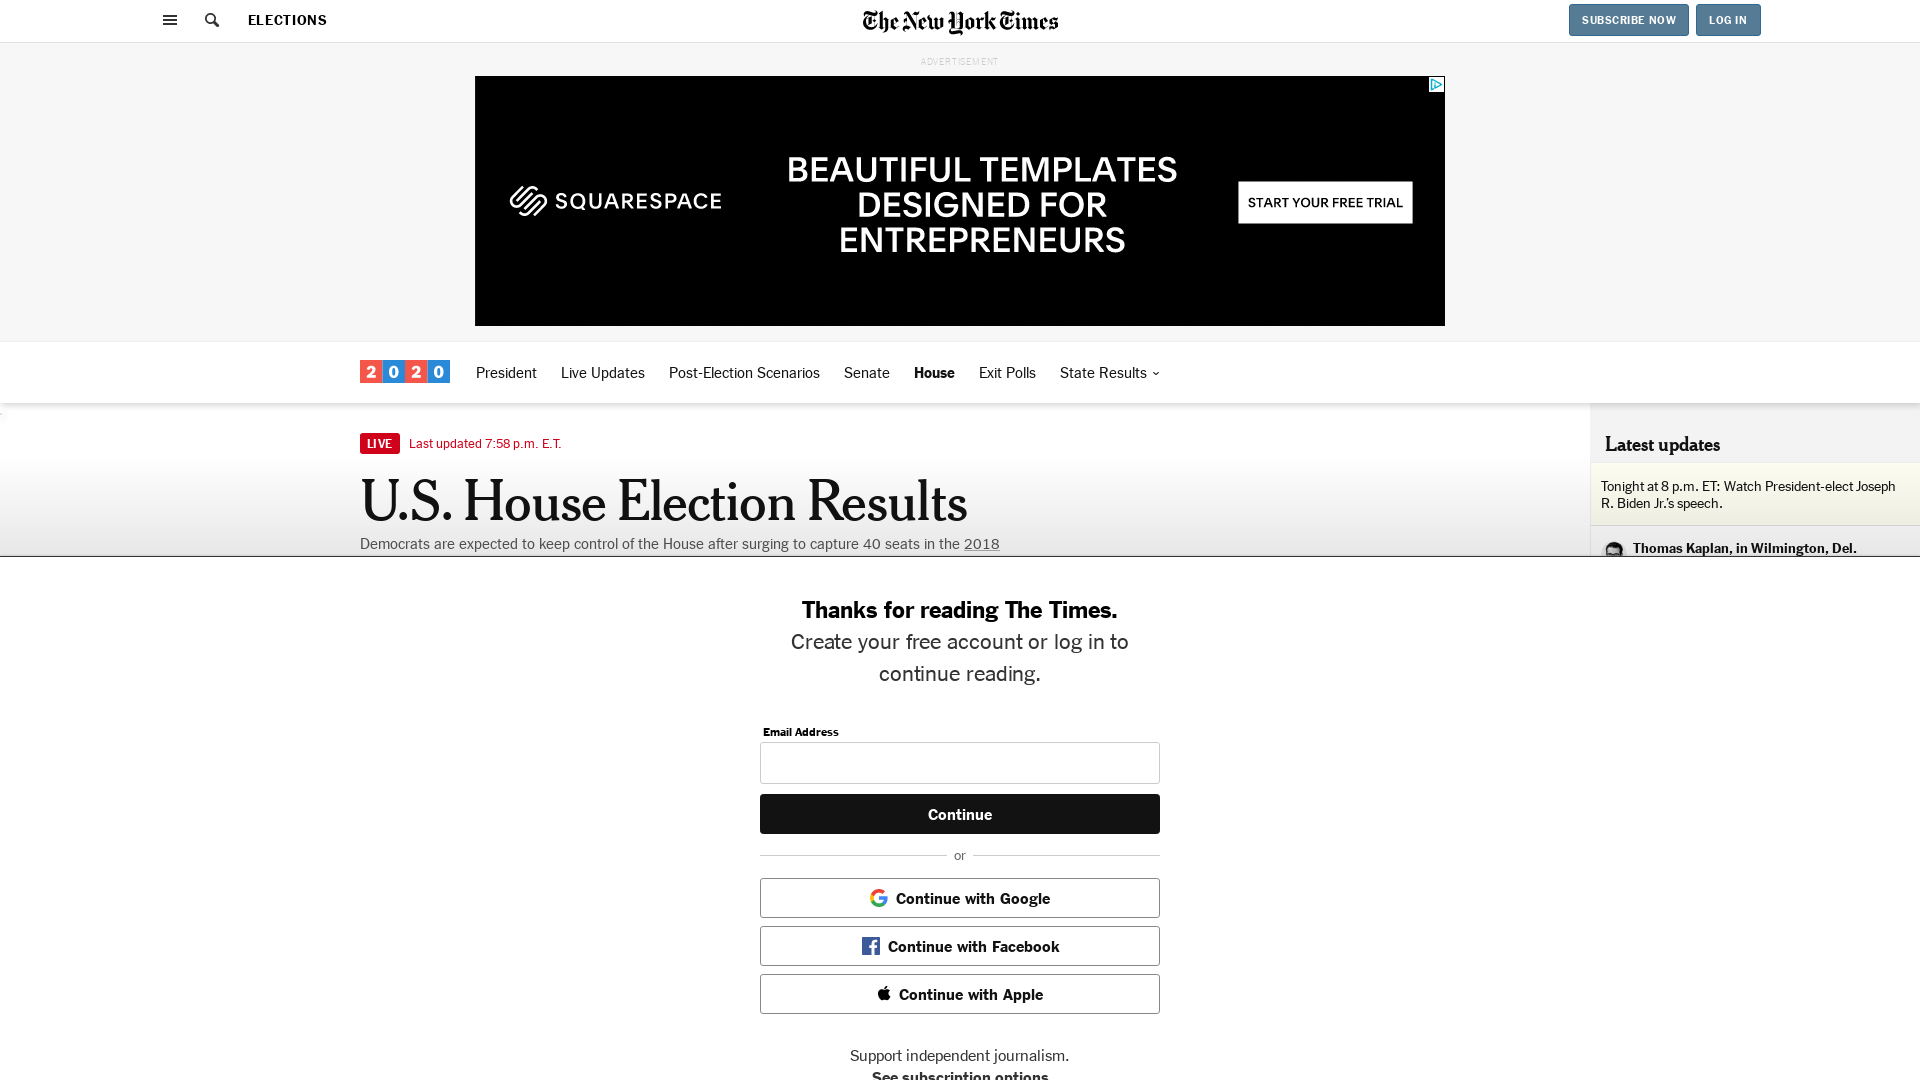 ELECTIONS
The New York Times
SUBSCRIBE NOW
LOG IN
ADVERTISEMENT
SQUARESPACE
BEAUTIFUL TEMPLATES
DESIGNED FOR
ENTREPRENEURS
START YOUR FREE TRIAL
2020
President
Live Updates
Post-Election Scenarios
Senate
House
Exit Polls
State Results
LIVE
Last updated 7:58 p.m. E.T.
U.S. House Election Results
Democrats are expected to keep control of the House after surging to capture 40 seats in the 2018
Latest updates
Tonight at 8 p.m. ET: Watch President-elect Joseph
R. Biden Jr.’s speech.
Thomas Kaplan, in Wilmington, Del.
Thanks for reading The Times.
Create your free account or log in to
continue reading.
Email Address
Continue
or
Continue with Google
Continue with Facebook
Continue with Apple
Support independent journalism.
See subscription options